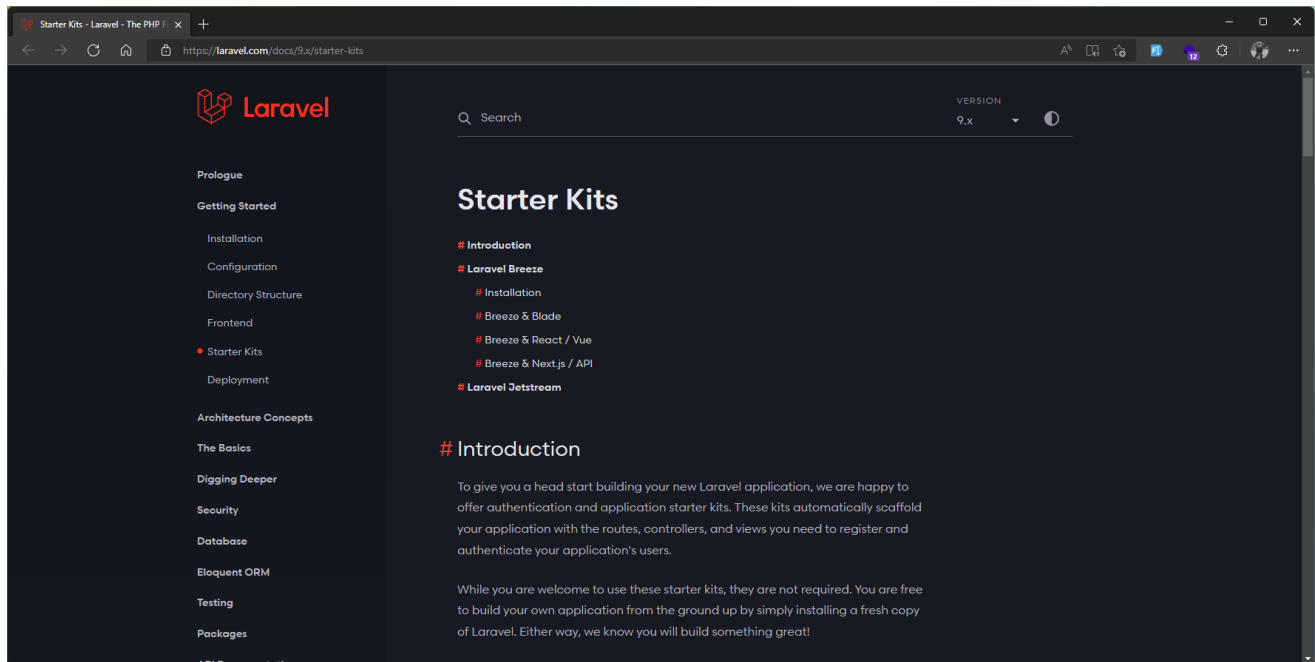 Starter Kits - Laravel - The PHP F
https://laravel.com/docs/9.x/starter-kits
12
Laravel
Search
VERSION
9.x
Prologue
Getting Started
Installation
Configuration
Directory Structure
Frontend
Starter Kits
Deployment
Architecture Concepts
The Basics
Digging Deeper
Security
Database
Eloquent ORM
Testing
Packages
Starter Kits
# Introduction
# Laravel Breeze
# Installation
# Breeze & Blade
# Breeze & React / Vue
# Breeze & Next.js / API
# Laravel Jetstream
# Introduction
To give you a head start building your new Laravel application, we are happy to
offer authentication and application starter kits. These kits automatically scaffold
your application with the routes, controllers, and views you need to register and
authenticate your application's users.
While you are welcome to use these starter kits, they are not required. You are free
to build your own application from the ground up by simply installing a fresh copy
of Laravel. Either way, we know you will build something great!